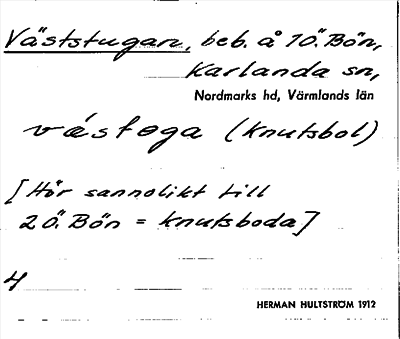 Väststugan, beb. å 1 Ö. Bön,
Karlanda sn,
Nordmarks hd, Värmlands län
västoga (Knutsbol)
[Hör sannolikt till
2 Ö. Bön = Knutsboda]
4
HERMAN HULTSTRÖM 1912